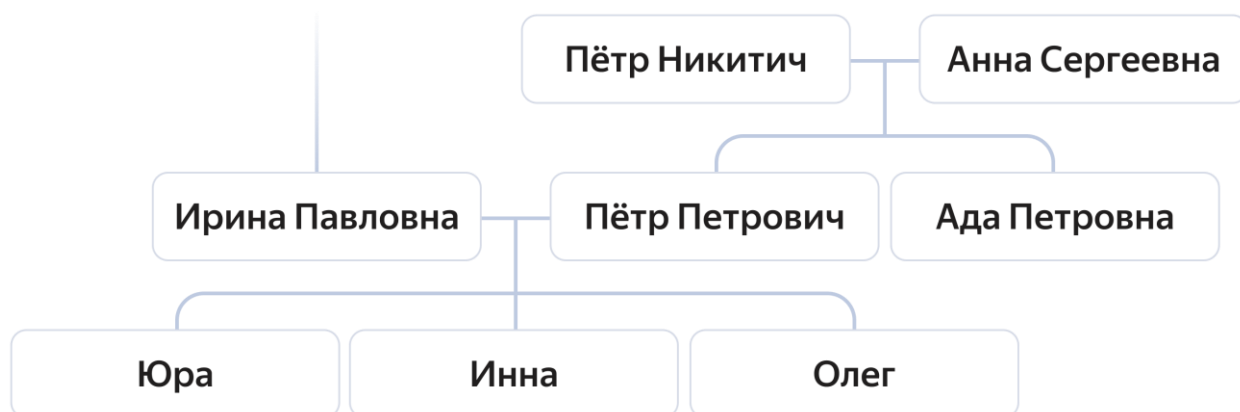 Пётр Никитич
Анна Сергеевна
Ирина Павловна
Пётр Петрович
Ада Петровна
Юра
Инна
Олег